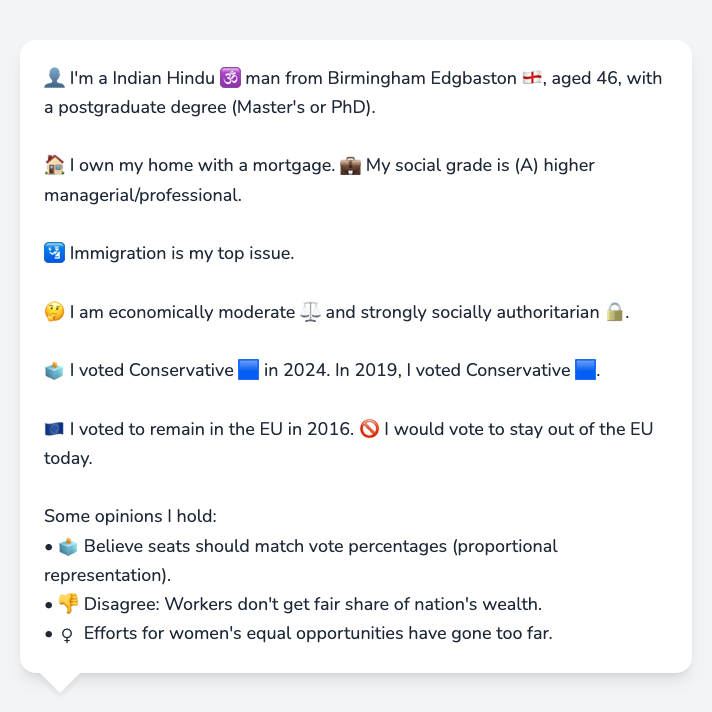 👤 I'm a Indian Hindu 🕉️ man from Birmingham Edgbaston 🏴󠁧󠁢󠁥󠁮󠁧󠁿, aged 46, with
a postgraduate degree (Master's or PhD).
🏠 I own my home with a mortgage. 💼 My social grade is (A) higher
managerial/professional.
🛂 Immigration is my top issue.
🤔 I am economically moderate ⚖️ and strongly socially authoritarian 🔒.
🗳️ I voted Conservative 🟦 in 2024. In 2019, I voted Conservative 🟦.
🇪🇺 I voted to remain in the EU in 2016. 🚫 I would vote to stay out of the EU
today.
Some opinions I hold:
• 🗳️ Believe seats should match vote percentages (proportional
representation).
• 👎 Disagree: Workers don't get fair share of nation's wealth.
• ♀ Efforts for women's equal opportunities have gone too far.